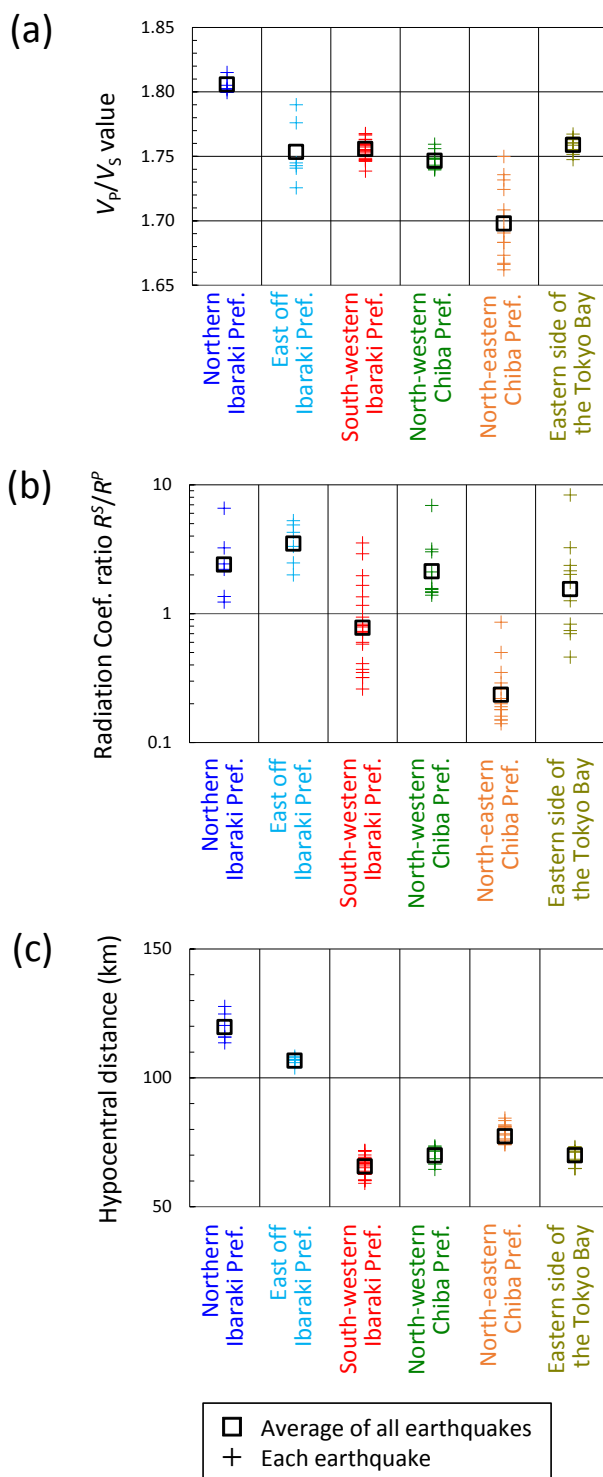 (a)
V_P/V_S value
1.85
1.80
1.75
1.70
1.65
Northern
Ibaraki Pref.
East off
Ibaraki Pref.
South-western
Ibaraki Pref.
North-western
Chiba Pref.
North-eastern
Chiba Pref.
Eastern side of
the Tokyo Bay
(b)
Radiation Coef. ratio R^S/R^P
10
1
0.1
Northern
Ibaraki Pref.
East off
Ibaraki Pref.
South-western
Ibaraki Pref.
North-western
Chiba Pref.
North-eastern
Chiba Pref.
Eastern side of
the Tokyo Bay
(c)
Hypocentral distance (km)
150
100
50
Northern
Ibaraki Pref.
East off
Ibaraki Pref.
South-western
Ibaraki Pref.
North-western
Chiba Pref.
North-eastern
Chiba Pref.
Eastern side of
the Tokyo Bay
Average of all earthquakes
Each earthquake